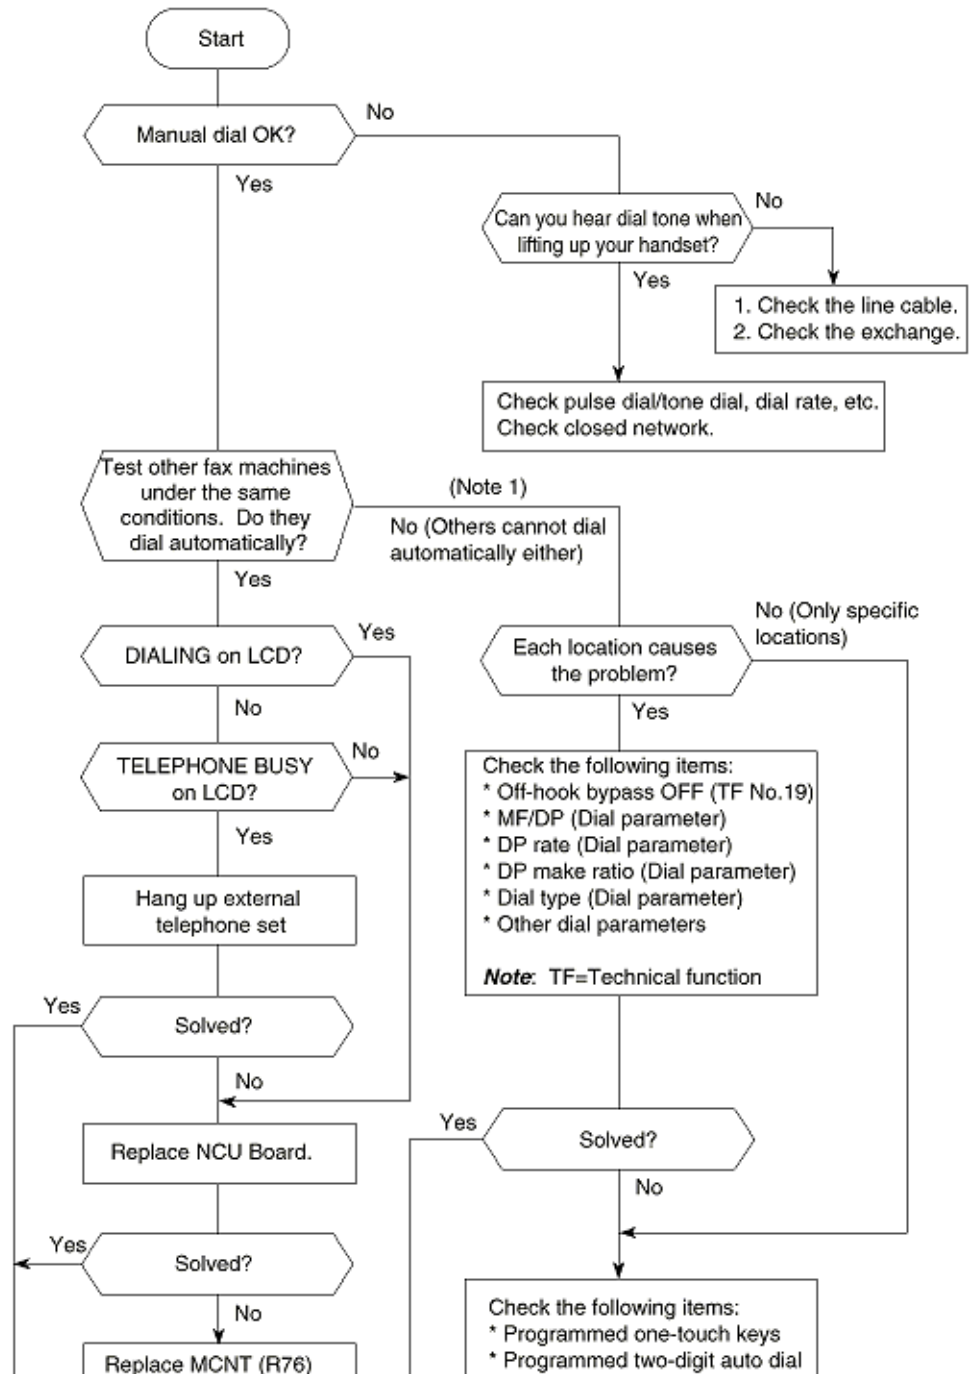 Start
Manual dial OK?
No
Yes
Can you hear dial tone when
lifting up your handset?
No
Yes
1. Check the line cable.
2. Check the exchange.
Check pulse dial/tone dial, dial rate, etc.
Check closed network.
Test other fax machines
under the same
conditions. Do they
dial automatically?
(Note 1)
No (Others cannot dial
automatically either)
Yes
DIALING on LCD?
Yes
No
Each location causes
the problem?
No (Only specific
locations)
Yes
TELEPHONE BUSY
on LCD?
No
Yes
Check the following items:
* Off-hook bypass OFF (TF No.19)
* MF/DP (Dial parameter)
* DP rate (Dial parameter)
* DP make ratio (Dial parameter)
* Dial type (Dial parameter)
* Other dial parameters
Note: TF=Technical function
Hang up external
telephone set
Yes
Solved?
No
Replace NCU Board.
Yes
Solved?
No
Yes
Solved?
No
Replace MCNT (R76)
Check the following items:
* Programmed one-touch keys
* Programmed two-digit auto dial